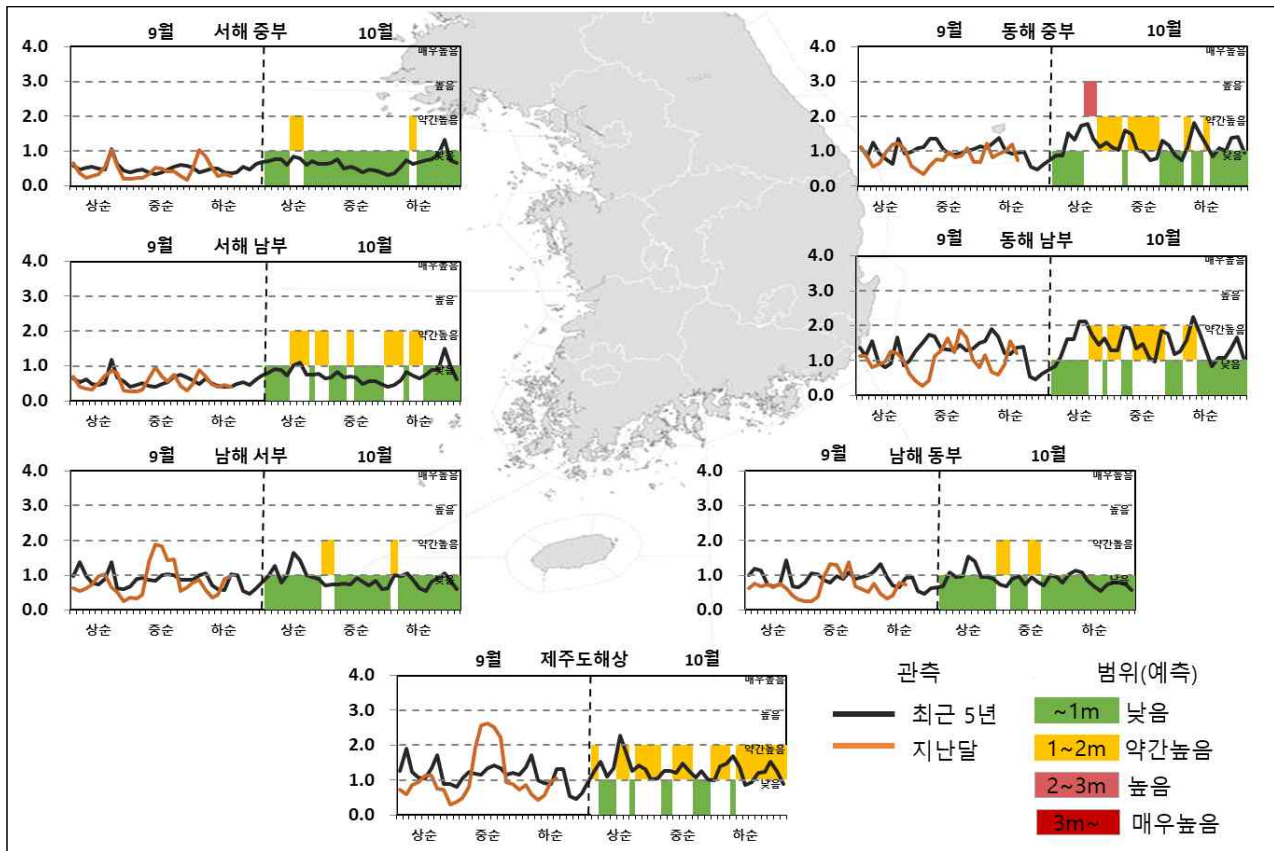 9월 서해 중부 10월
4.0
3.0
2.0
1.0
0.0
매우높음
높음
약간높음
낮음
상순 중순 하순 상순 중순 하순
9월 동해 중부 10월
4.0
3.0
2.0
1.0
0.0
매우높음
높음
약간높음
낮음
상순 중순 하순 상순 중순 하순
9월 서해 남부 10월
4.0
3.0
2.0
1.0
0.0
매우높음
높음
약간높음
낮음
상순 중순 하순 상순 중순 하순
9월 동해 남부 10월
4.0
3.0
2.0
1.0
0.0
매우높음
높음
약간높음
낮음
상순 중순 하순 상순 중순 하순
9월 남해 서부 10월
4.0
3.0
2.0
1.0
0.0
매우높음
높음
약간높음
낮음
상순 중순 하순 상순 중순 하순
9월 남해 동부 10월
4.0
3.0
2.0
1.0
0.0
매우높음
높음
약간높음
낮음
상순 중순 하순 상순 중순 하순
9월 제주도해상 10월
4.0
3.0
2.0
1.0
0.0
매우높음
높음
약간높음
낮음
상순 중순 하순 상순 중순 하순
관측
최근 5년
지난달
범위(예측)
~1m 낮음
1~2m 약간높음
2~3m 높음
3m~ 매우높음